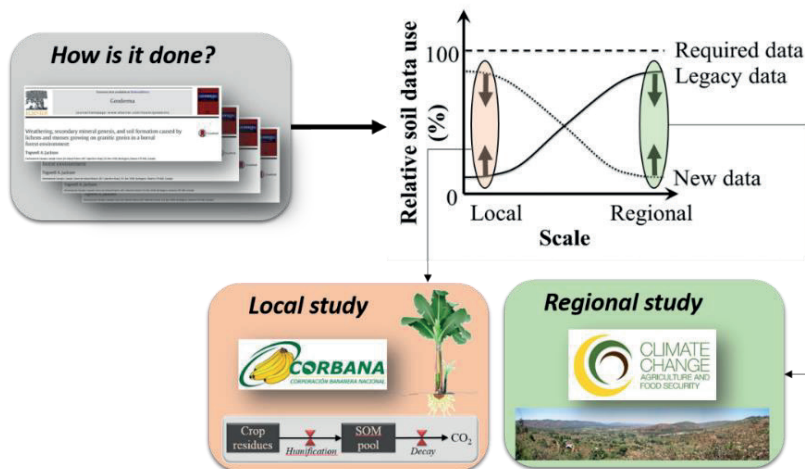 How is it done?
ELSEVIER
Geoderma
Weathering, secondary mineral genesis, and soil formation caused by
lichens and mosses growing on granitic gneiss in a boreal
forest environment
Togwell A. Jackson
Relative soil data use
(%)
100
0
Required data
Legacy data
New data
Local
Regional
Scale
Local study
CORBANA
CORPORACIÓN BANANERA NACIONAL
Crop
residues
Humification
SOM
pool
Decay
CO2
Regional study
CLIMATE
CHANGE
AGRICULTURE AND
FOOD SECURITY